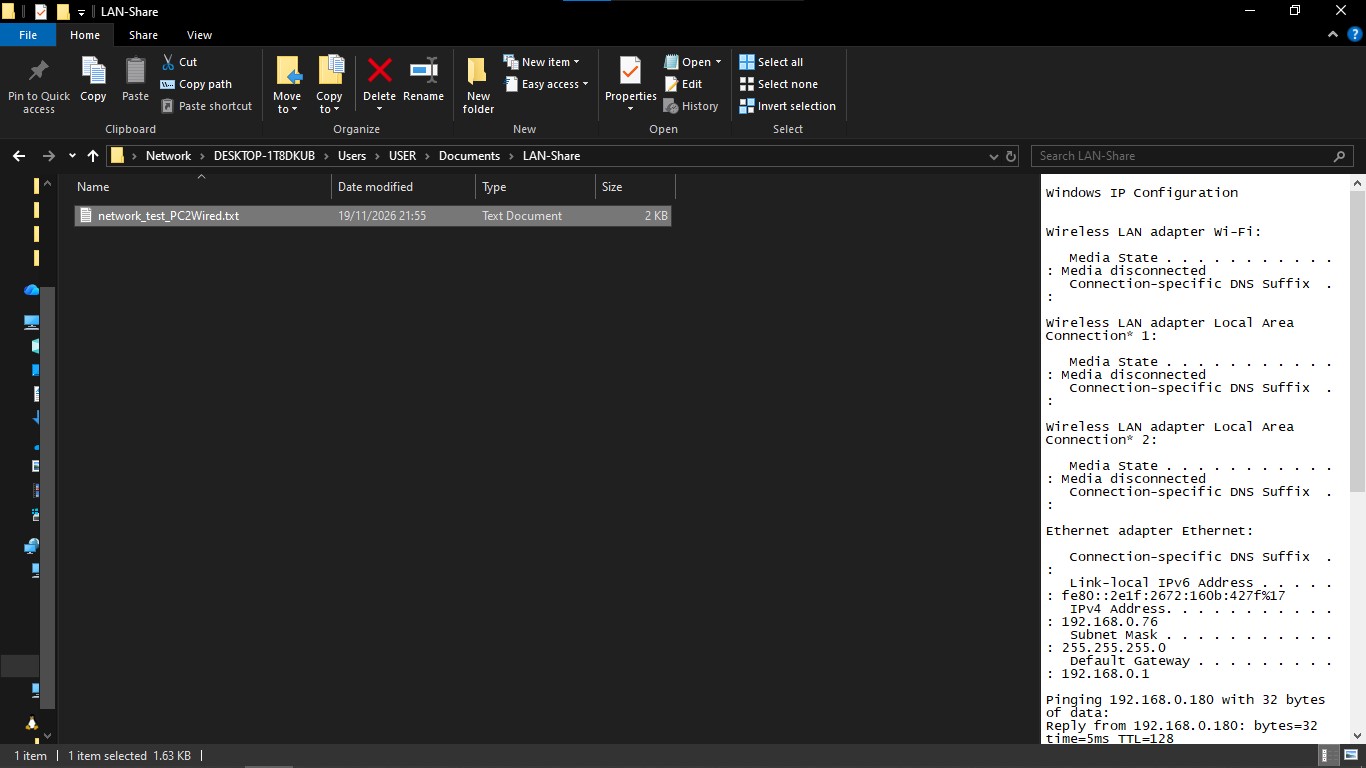 LAN-Share
File Home Share View
Pin to Quick access
Copy
Paste
Cut
Copy path
Paste shortcut
Clipboard
Move to
Copy to
Delete
Rename
Organize
New folder
New item
Easy access
New
Properties
Open
Edit
History
Open
Select all
Select none
Invert selection
Select
Network › DESKTOP-1T8DKUB › Users › USER › Documents › LAN-Share
Search LAN-Share
Name Date modified Type Size
network_test_PC2Wired.txt 19/11/2026 21:55 Text Document 2 KB
Windows IP Configuration
Wireless LAN adapter Wi-Fi:
Media State . . . . . . . . . . .
: Media disconnected
Connection-specific DNS Suffix  .
:
Wireless LAN adapter Local Area
Connection* 1:
Media State . . . . . . . . . . .
: Media disconnected
Connection-specific DNS Suffix  .
:
Wireless LAN adapter Local Area
Connection* 2:
Media State . . . . . . . . . . .
: Media disconnected
Connection-specific DNS Suffix  .
:
Ethernet adapter Ethernet:
Connection-specific DNS Suffix  .
:
Link-local IPv6 Address . . . . .
: fe80::2e1f:2672:160b:427f%17
IPv4 Address. . . . . . . . . . .
: 192.168.0.76
Subnet Mask . . . . . . . . . . .
: 255.255.255.0
Default Gateway . . . . . . . . .
: 192.168.0.1
Pinging 192.168.0.180 with 32 bytes
of data:
Reply from 192.168.0.180: bytes=32
time=5ms TTL=128
1 item 1 item selected 1.63 KB